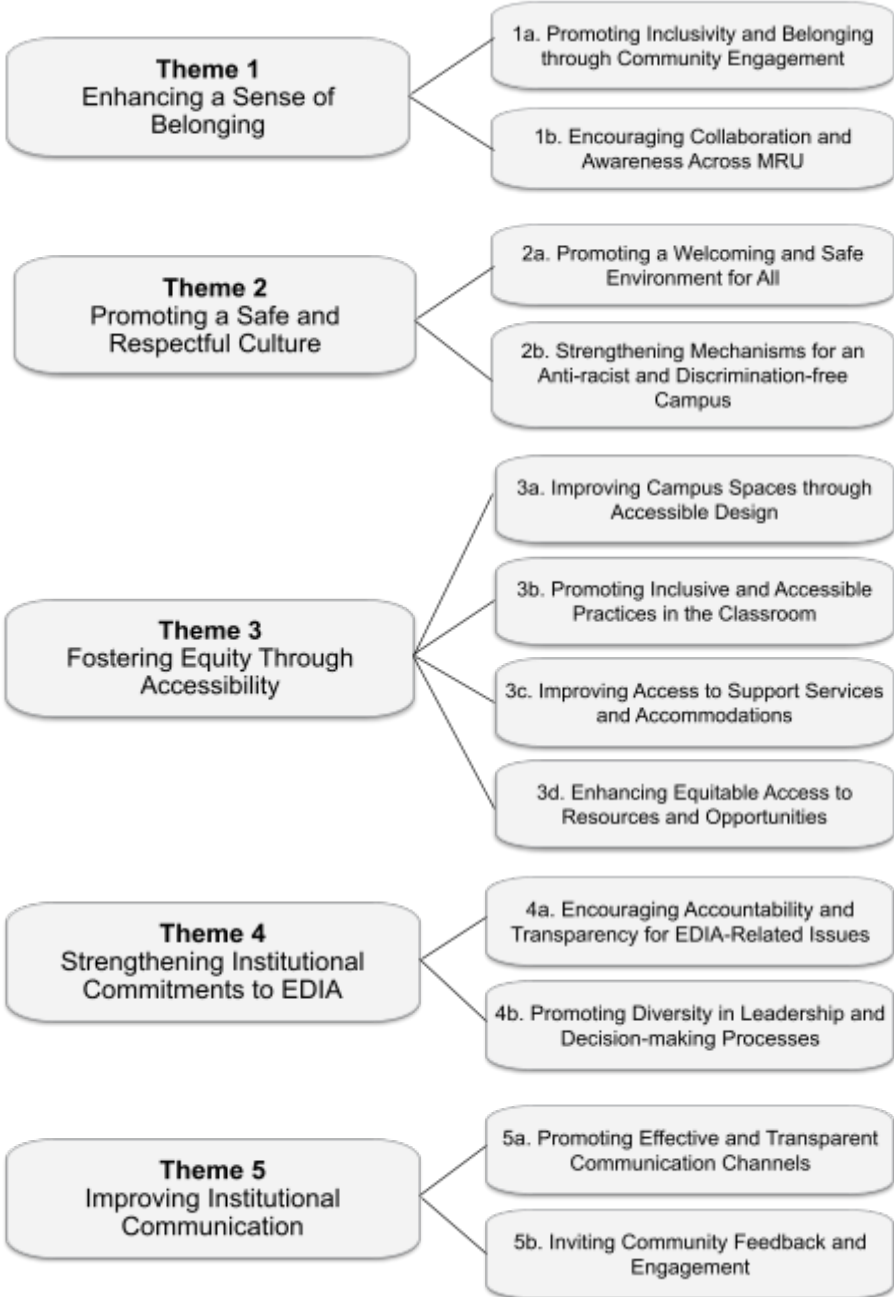 Theme 1
Enhancing a Sense of
Belonging
1a. Promoting Inclusivity and Belonging
through Community Engagement
1b. Encouraging Collaboration and
Awareness Across MRU
Theme 2
Promoting a Safe and
Respectful Culture
2a. Promoting a Welcoming and Safe
Environment for All
2b. Strengthening Mechanisms for an
Anti-racist and Discrimination-free
Campus
Theme 3
Fostering Equity Through
Accessibility
3a. Improving Campus Spaces through
Accessible Design
3b. Promoting Inclusive and Accessible
Practices in the Classroom
3c. Improving Access to Support Services
and Accommodations
3d. Enhancing Equitable Access to
Resources and Opportunities
Theme 4
Strengthening Institutional
Commitments to EDIA
4a. Encouraging Accountability and
Transparency for EDIA-Related Issues
4b. Promoting Diversity in Leadership and
Decision-making Processes
Theme 5
Improving Institutional
Communication
5a. Promoting Effective and Transparent
Communication Channels
5b. Inviting Community Feedback and
Engagement